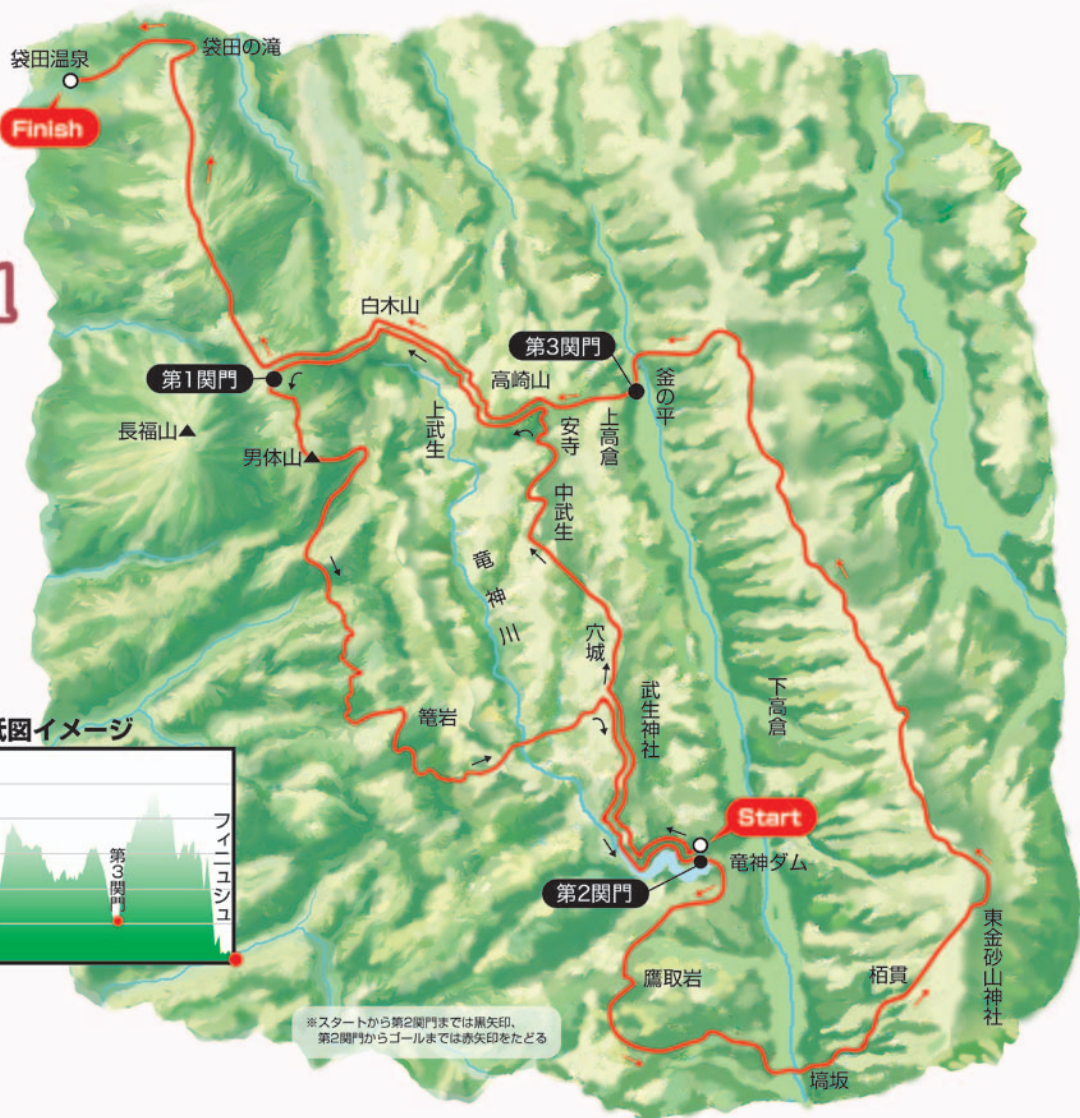 袋田温泉
袋田の滝
Finish
白木山
第1関門
第3関門
高崎山
釜の平
長福山▲
男体山▲
上武生
安寺
上高倉
中武生
竜神川
穴城
武生神社
下高倉
篭岩
図イメージ
第3関門
フィニュシュ
Start
竜神ダム
第2関門
鷹取岩
栢貫
東金砂山神社
塙坂
※スタートから第2関門までは黒矢印、
第2関門からゴールまでは赤矢印をたどる